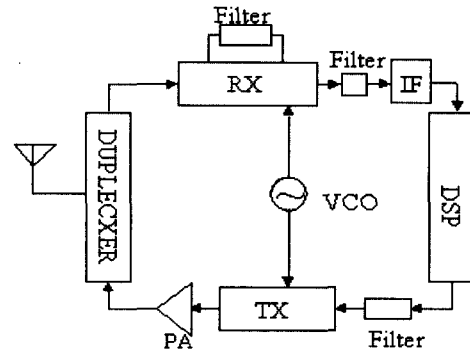 Filter
RX
Filter
IF
DUPLECXER
VCO
DSP
TX
PA
Filter